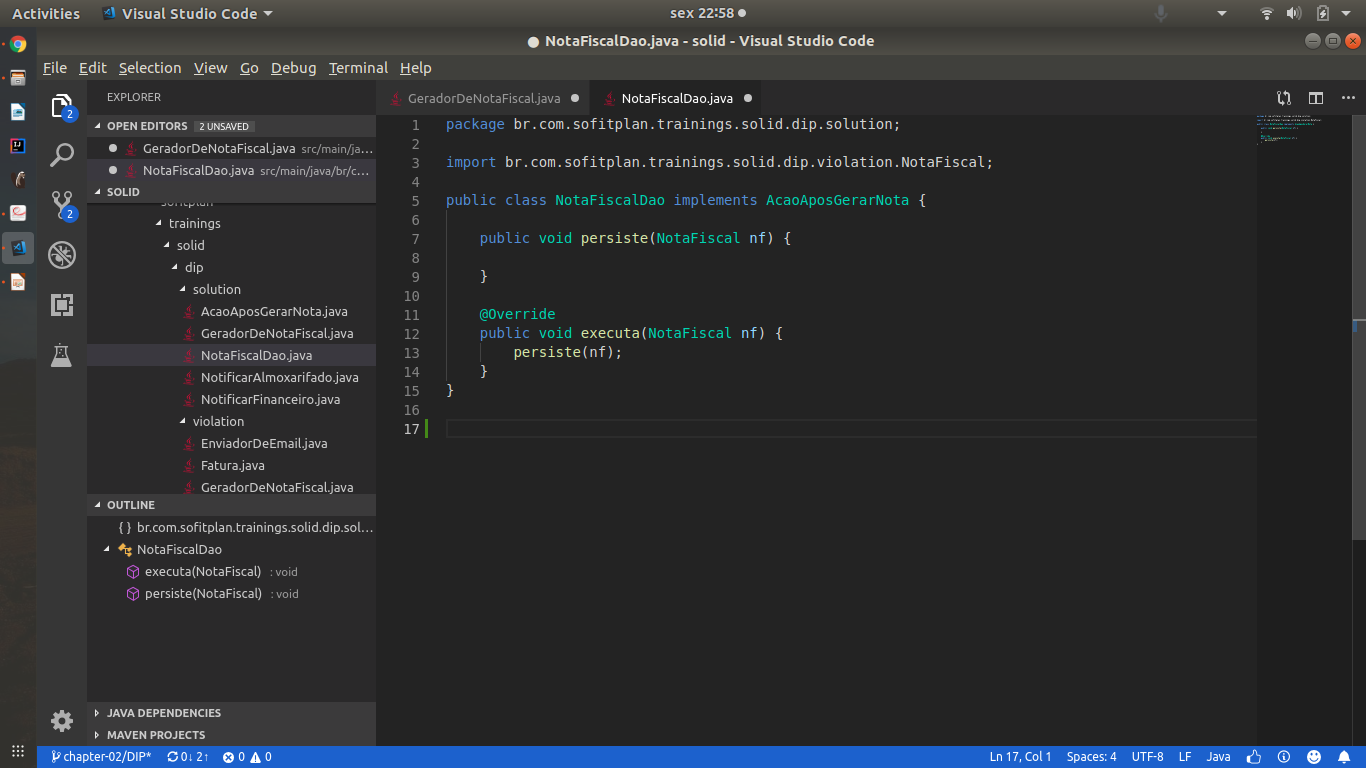 Activities Visual Studio Code sex 22:58
NotaFiscalDao.java - solid - Visual Studio Code
File Edit Selection View Go Debug Terminal Help
EXPLORER
OPEN EDITORS 2 UNSAVED
GeradorDeNotaFiscal.java src/main/ja...
NotaFiscalDao.java src/main/java/br/c...
SOLID
softplan
trainings
solid
dip
solution
AcaoAposGerarNota.java
GeradorDeNotaFiscal.java
NotaFiscalDao.java
NotificarAlmoxarifado.java
NotificarFinanceiro.java
violation
EnviadorDeEmail.java
Fatura.java
GeradorDeNotaFiscal.java
OUTLINE
{ } br.com.sofitplan.trainings.solid.dip.sol...
NotaFiscalDao
executa(NotaFiscal) : void
persiste(NotaFiscal) : void
JAVA DEPENDENCIES
MAVEN PROJECTS
2
2
GeradorDeNotaFiscal.java NotaFiscalDao.java
1 package br.com.sofitplan.trainings.solid.dip.solution;
2
3 import br.com.sofitplan.trainings.solid.dip.violation.NotaFiscal;
4
5 public class NotaFiscalDao implements AcaoAposGerarNota {
6
7 public void persiste(NotaFiscal nf) {
8
9 }
10
11 @Override
12 public void executa(NotaFiscal nf) {
13 persiste(nf);
14 }
15 }
16
17
chapter-02/DIP* 0↓ 2↑ 0 0 Ln 17, Col 1 Spaces: 4 UTF-8 LF Java